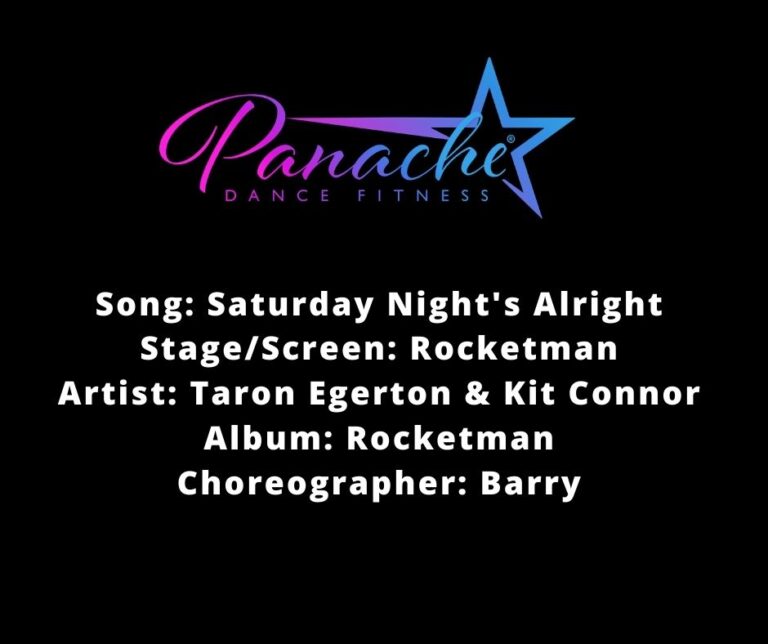 Panache®
DANCE FITNESS
Song: Saturday Night's Alright
Stage/Screen: Rocketman
Artist: Taron Egerton & Kit Connor
Album: Rocketman
Choreographer: Barry